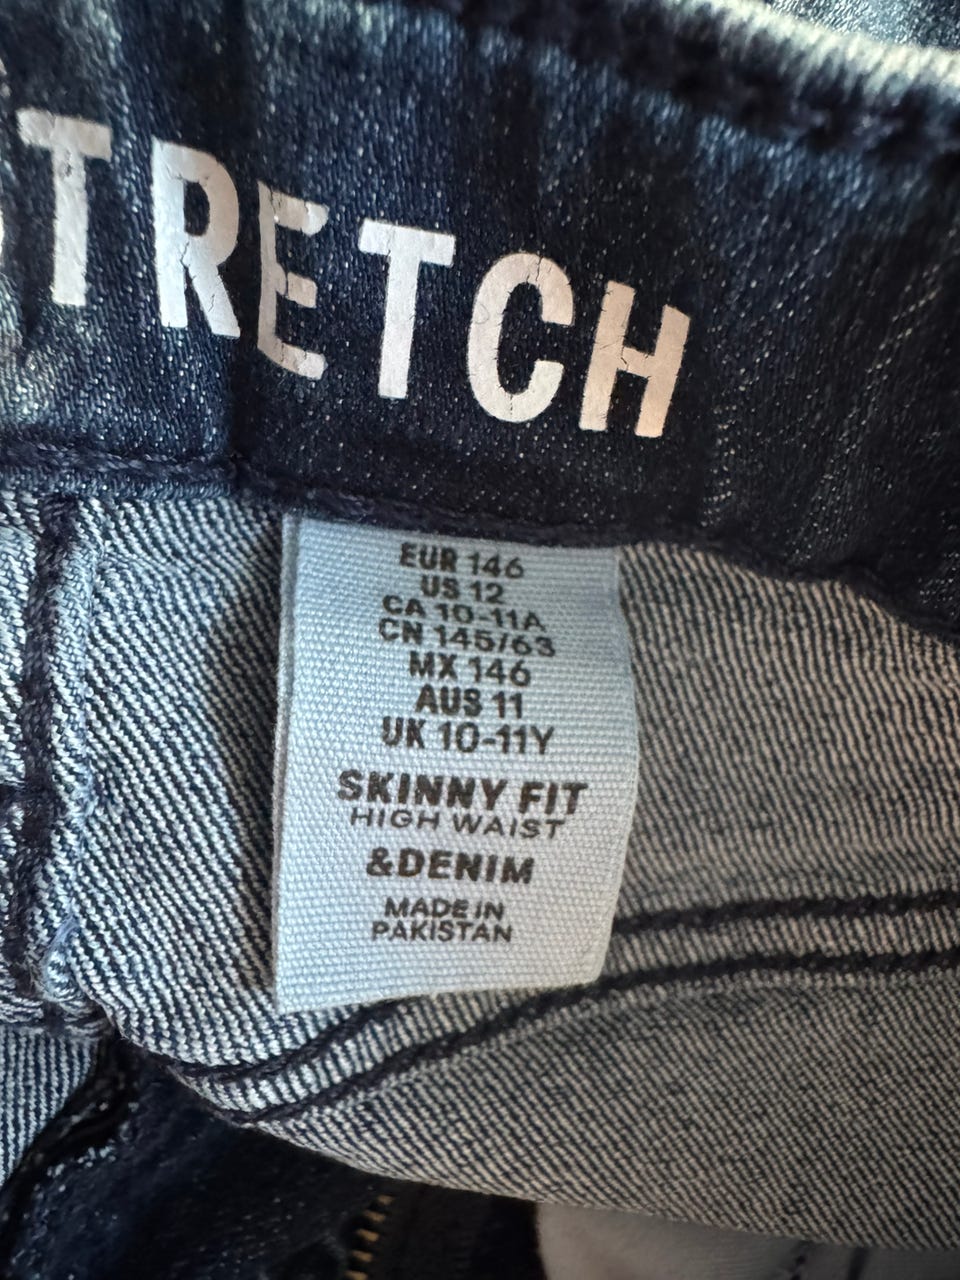 STRETCH
EUR 146
US 12
CA 10-11A
CN 145/63
MX 146
AUS 11
UK 10-11Y
SKINNY FIT
HIGH WAIST
&DENIM
MADE IN
PAKISTAN